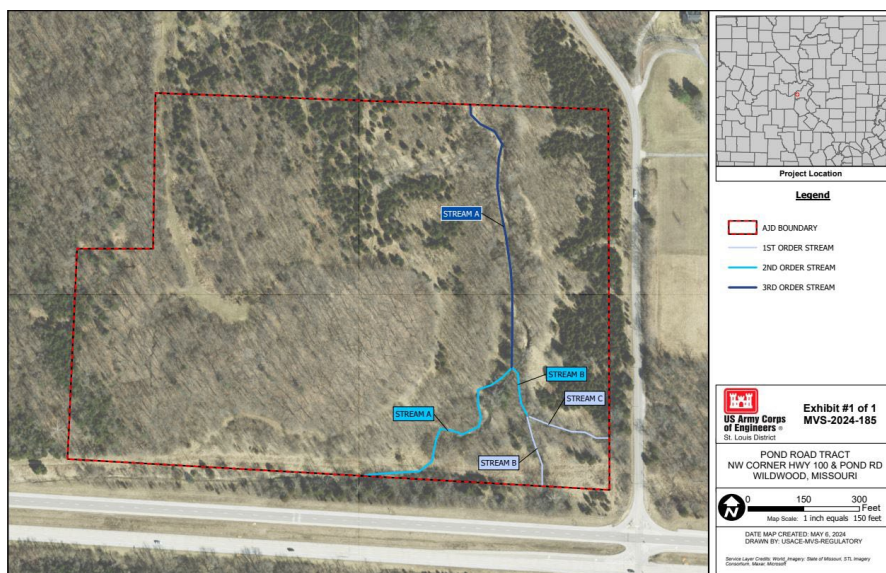 STREAM A
STREAM B
STREAM C
STREAM A
STREAM B
Project Location
Legend
AJD BOUNDARY
1ST ORDER STREAM
2ND ORDER STREAM
3RD ORDER STREAM
US Army Corps
of Engineers ®
St. Louis District
Exhibit #1 of 1
MVS-2024-185
POND ROAD TRACT
NW CORNER HWY 100 & POND RD
WILDWOOD, MISSOURI
N
0 150 300
Feet
Map Scale: 1 inch equals 150 feet
DATE MAP CREATED: MAY 6, 2024
DRAWN BY: USACE-MVS-REGULATORY
Service Layer Credits: World_Imagery: State of Missouri, STL Imagery
Consortium, Maxar, Microsoft